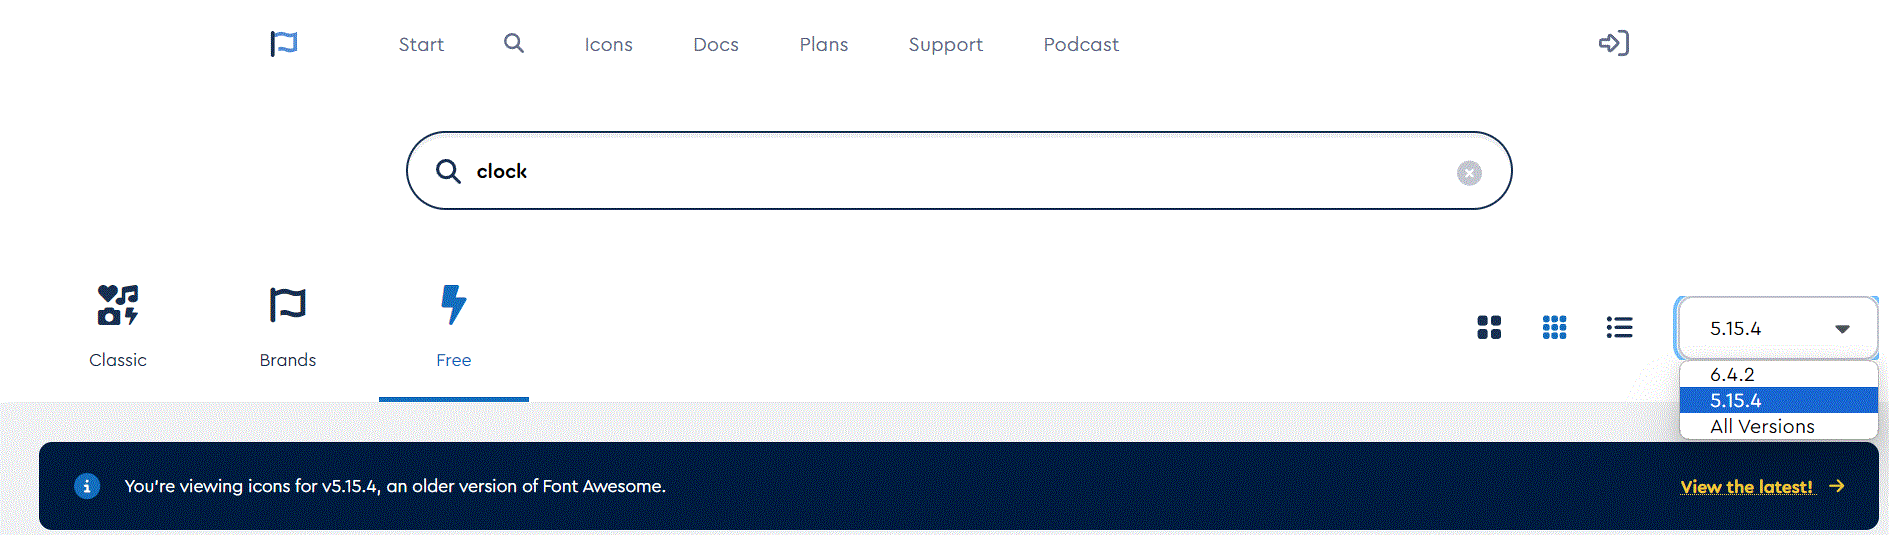 Start Icons Docs Plans Support Podcast
clock
Classic Brands Free
5.15.4
6.4.2
5.15.4
All Versions
You're viewing icons for v5.15.4, an older version of Font Awesome.
View the latest!